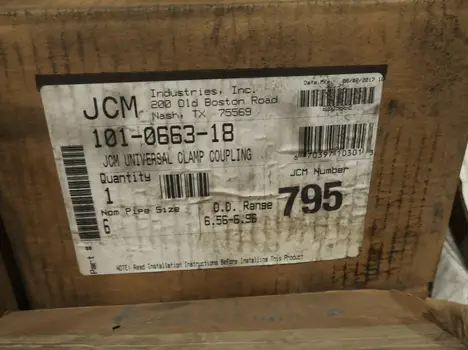 JCM
Industries, Inc.
200 Old Boston Road
Nash, TX 75569
101-0663-18
JCM UNIVERSAL CLAMP COUPLING
Quantity
1
JCM Number
795
Nom Pipe Size
6
O.D. Range
6.56-6.96
Part #
NOTE: Read Installation Instructions Before Installing This Product